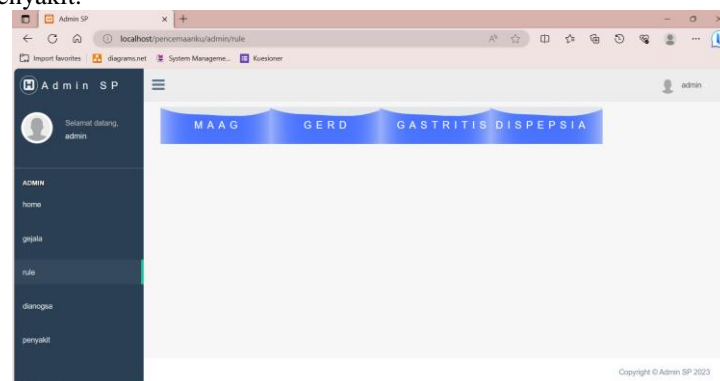 enyakit.
Admin SP
localhost/pencernaanku/admin/rule
Import favorites
diagrams.net
System Manageme...
Kuesioner
Admin SP
admin
Selamat datang,
admin
MAAG
GERD
GASTRITIS
DISPEPSIA
ADMIN
home
gejala
rule
dianogsa
penyakit
Copyright © Admin SP 2023